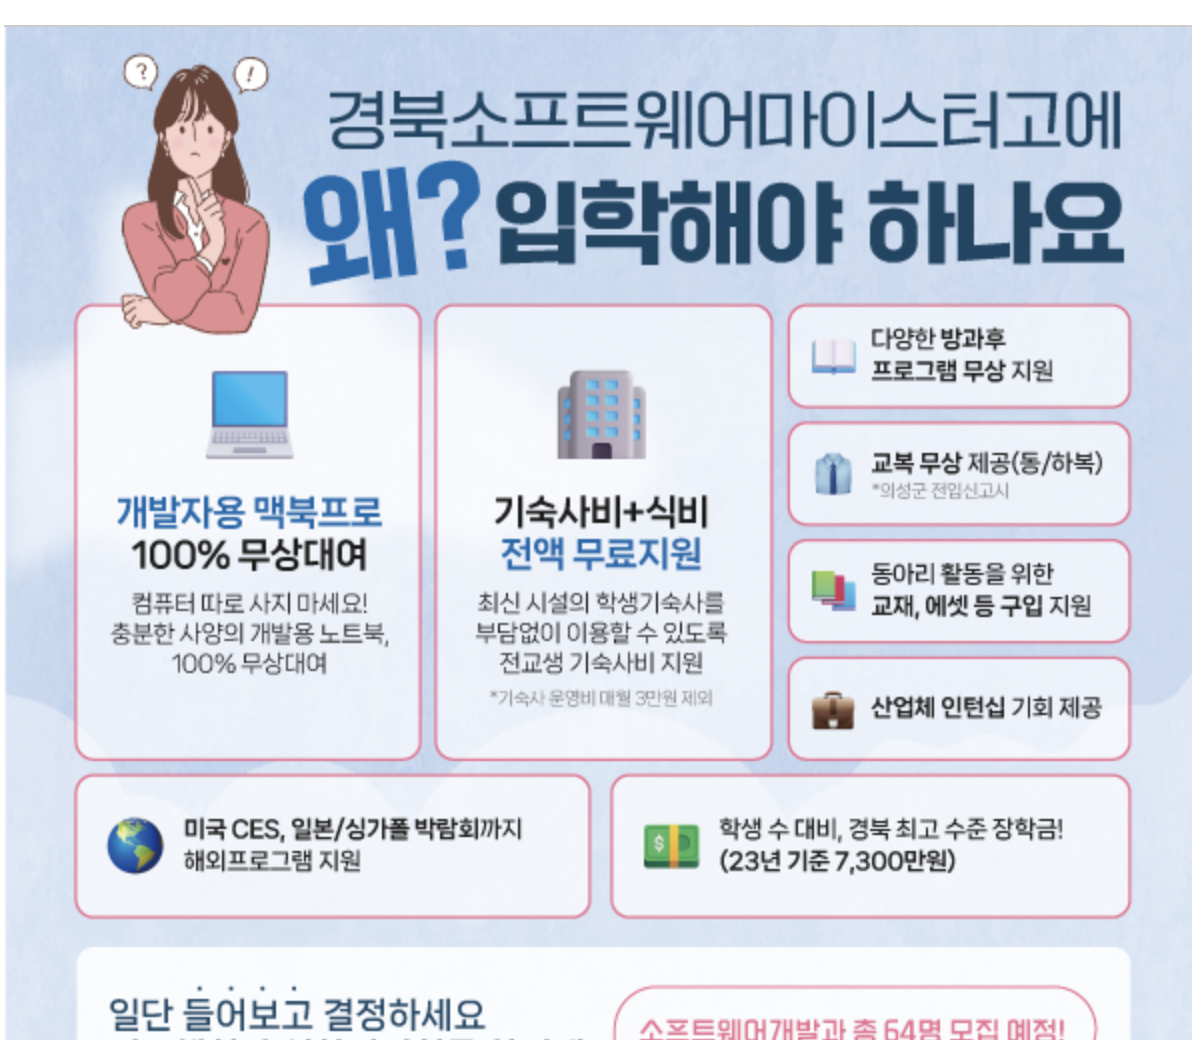 ?
!
경북소프트웨어마이스터고에
왜? 입학해야 하나요
개발자용 맥북프로
100% 무상대여
컴퓨터 따로 사지 마세요!
충분한 사양의 개발용 노트북,
100% 무상대여
기숙사비+식비
전액 무료지원
최신 시설의 학생기숙사를
부담없이 이용할 수 있도록
전교생 기숙사비 지원
*기숙사 운영비 매월 3만원 제외
다양한 방과후
프로그램 무상 지원
교복 무상 제공(동/하복)
*의성군 전입신고시
동아리 활동을 위한
교재, 에셋 등 구입 지원
산업체 인턴십 기회 제공
미국 CES, 일본/싱가폴 박람회까지
해외프로그램 지원
$
학생 수 대비, 경북 최고 수준 장학금!
(23년 기준 7,300만원)
일단 들어보고 결정하세요
소프트웨어개발과 총 64명 모집 예정!